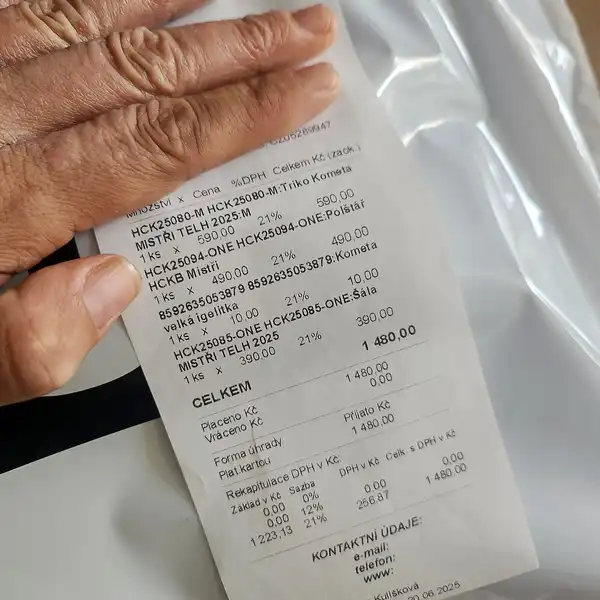 CZ05289947
Množství x Cena %DPH Celkem Kč (zaok.)
HCK25080-M HCK25080-M:Triko Kometa
MISTŘI TELH 2025:M
1 ks x 590,00 21% 590,00
HCK25094-ONE HCK25094-ONE:Polštář
HCKB Mistři
1 ks x 490,00 21% 490,00
8592635053879 8592635053879:Kometa
velká igelitka
1 ks x 10,00 21% 10,00
HCK25085-ONE HCK25085-ONE:Šála
MISTŘI TELH 2025
1 ks x 390,00 21% 390,00
CELKEM 1 480,00
Placeno Kč 1 480,00
Vráceno Kč 0,00
Forma úhrady Přijato Kč
Plat.kartou 1 480,00
Rekapitulace DPH v Kč
Základ v Kč Sazba DPH v Kč Celk s DPH v Kč
0,00 0% 0,00
0,00 12% 0,00
1 223,13 21% 256,87 1 480,00
KONTAKTNÍ ÚDAJE:
e-mail:
telefon:
www:
Kulišková
20.06.2025